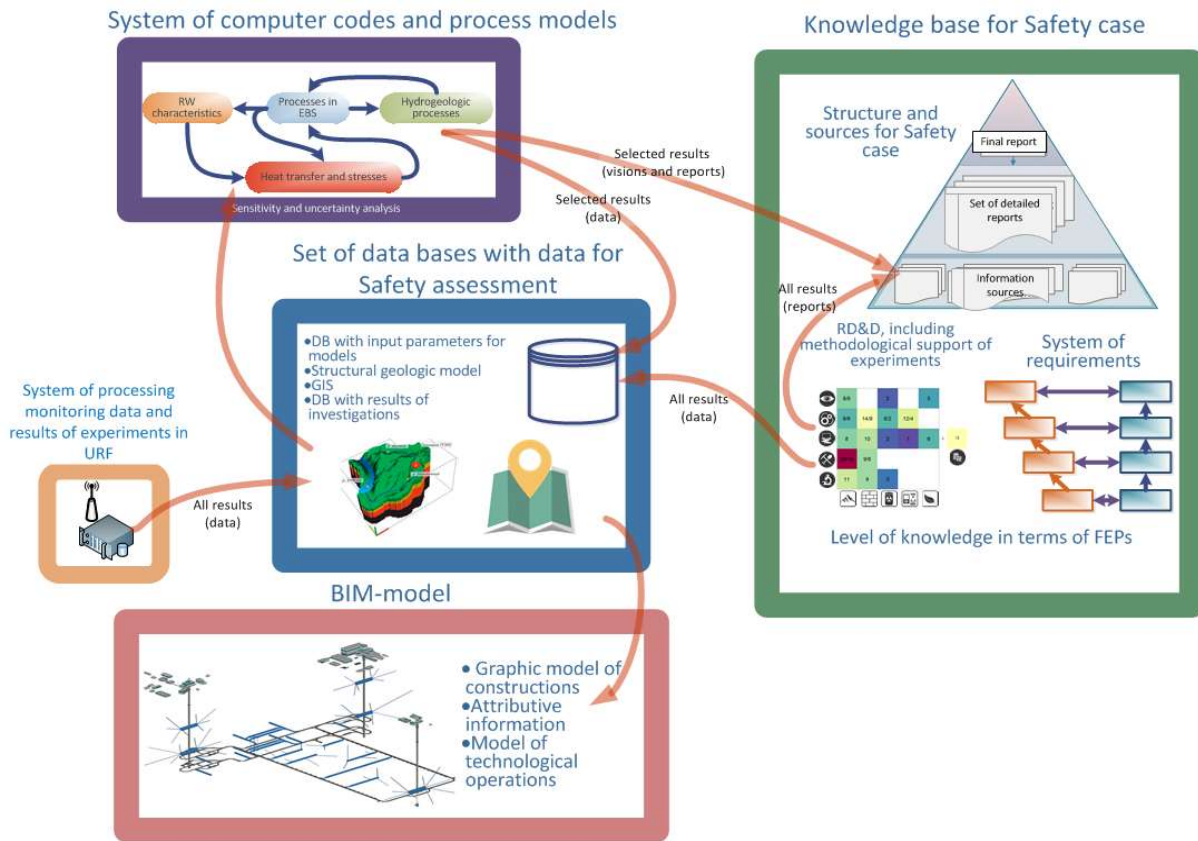 System of computer codes and process models
Knowledge base for Safety case
RW
characteristics
Processes in
EBS
Hydrogeologic
processes
Heat transfer and stresses
Sensitivity and uncertainty analysis
Structure and
sources for Safety
case
Final report
Set of detailed
reports
Information
sources
Selected results
(visions and reports)
Selected results
(data)
All results
(reports)
Set of data bases with data for
Safety assessment
●DB with input parameters for
models
●Structural geologic model
●GIS
●DB with results of
investigations
RD&D, including
methodological support of
experiments
System of
requirements
All results
(data)
System of processing
monitoring data and
results of experiments in
URF
All results
(data)
Level of knowledge in terms of FEPs
BIM-model
● Graphic model of
constructions
●Attributive
information
●Model of
technological
operations